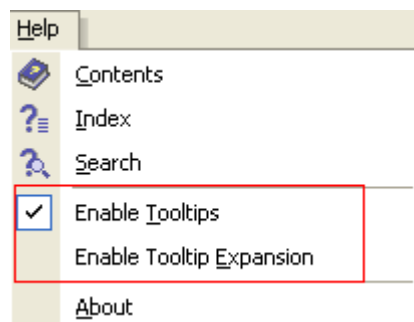 Help
Contents
Index
Search
Enable Tooltips
Enable Tooltip Expansion
About